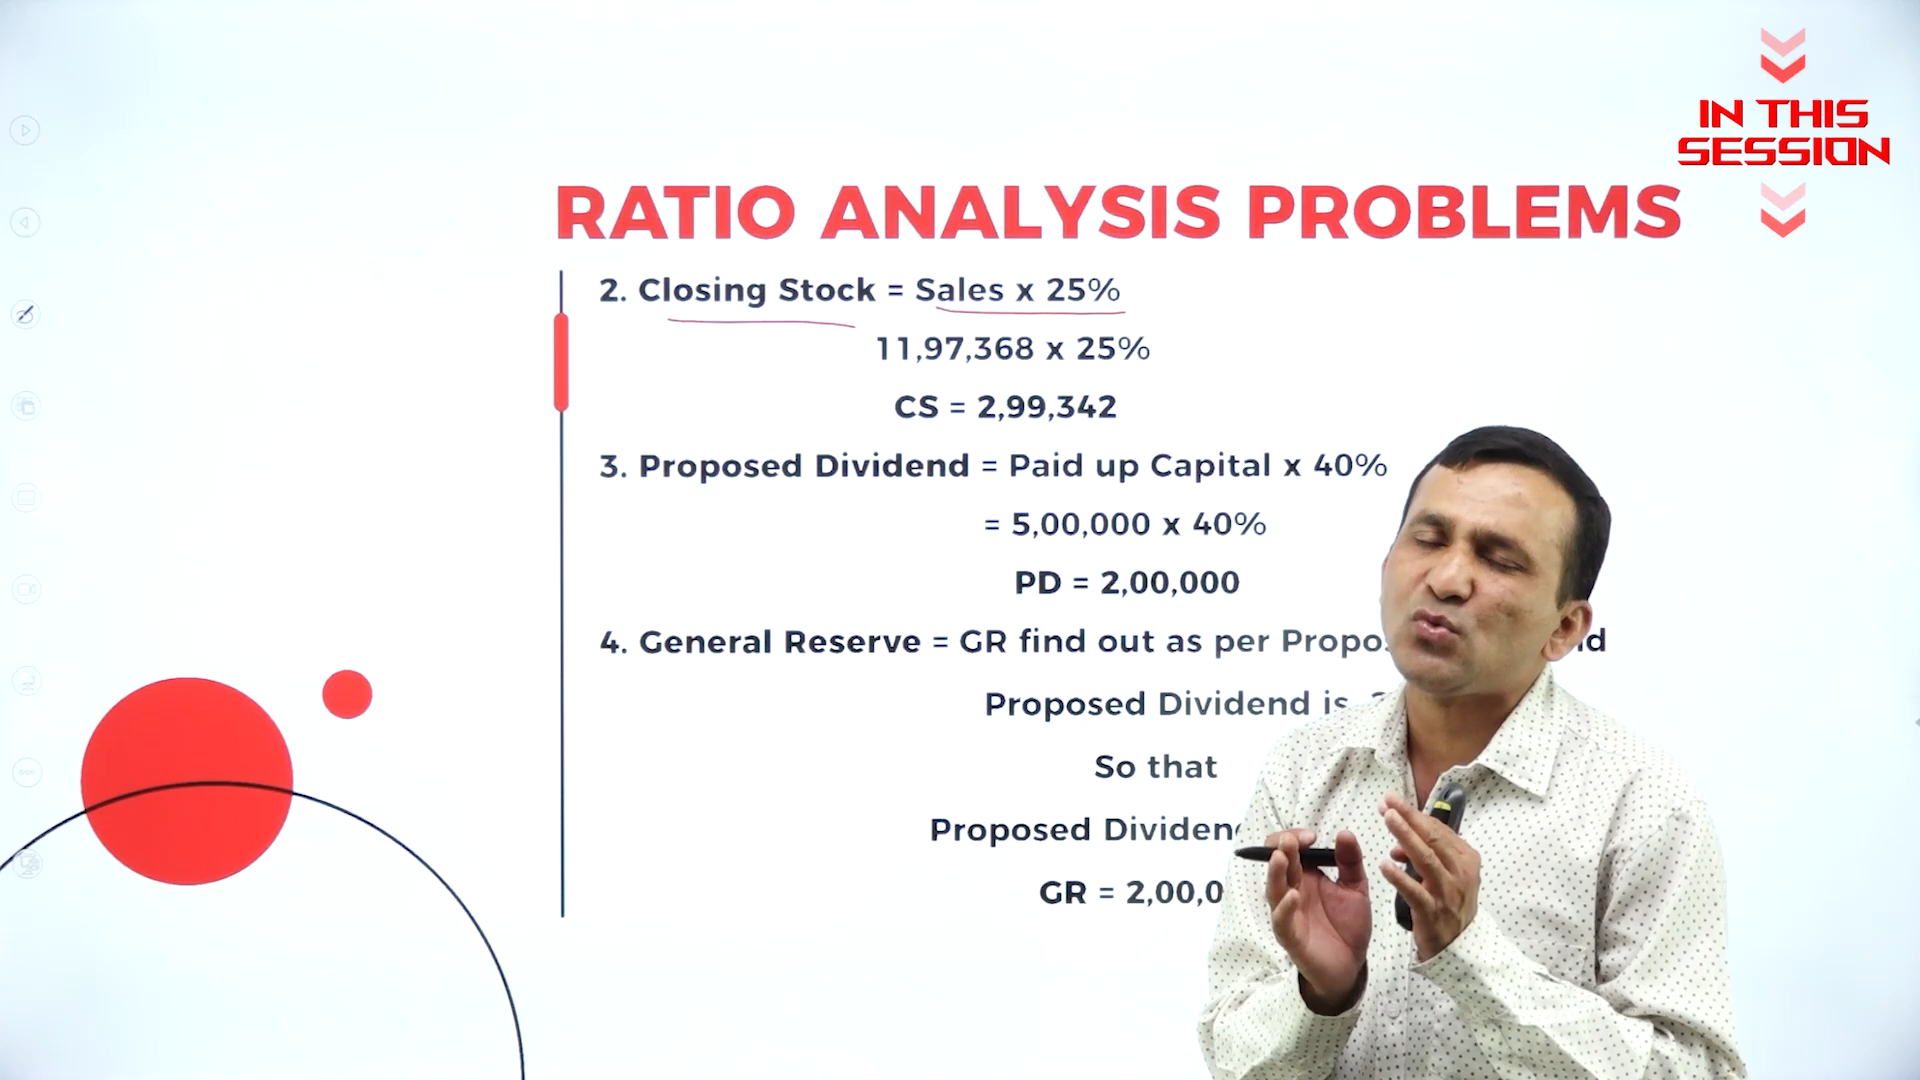 IN THIS
SESSION
RATIO ANALYSIS PROBLEMS
2. Closing Stock = Sales x 25%
11,97,368 x 25%
CS = 2,99,342
3. Proposed Dividend = Paid up Capital x 40%
= 5,00,000 x 40%
PD = 2,00,000
4. General Reserve = GR find out as per
Proposed Dividend is
So that
Proposed
GR =